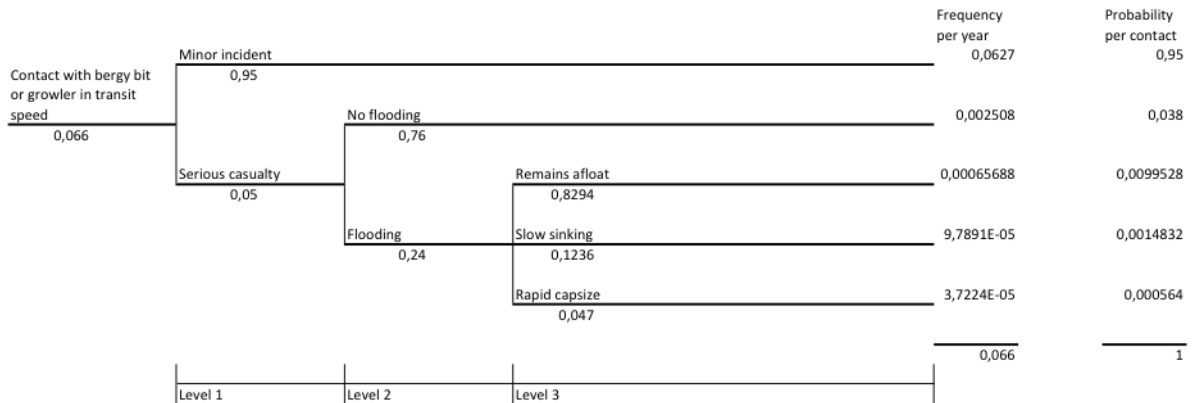 Frequency
per year
Probability
per contact
Minor incident
0,95
0,0627
0,95
Contact with bergy bit
or growler in transit
speed
0,066
No flooding
0,76
0,002508
0,038
Serious casualty
0,05
Remains afloat
0,8294
0,00065688
0,0099528
Flooding
0,24
Slow sinking
0,1236
9,7891E-05
0,0014832
Rapid capsize
0,047
3,7224E-05
0,000564
0,066
1
Level 1
Level 2
Level 3